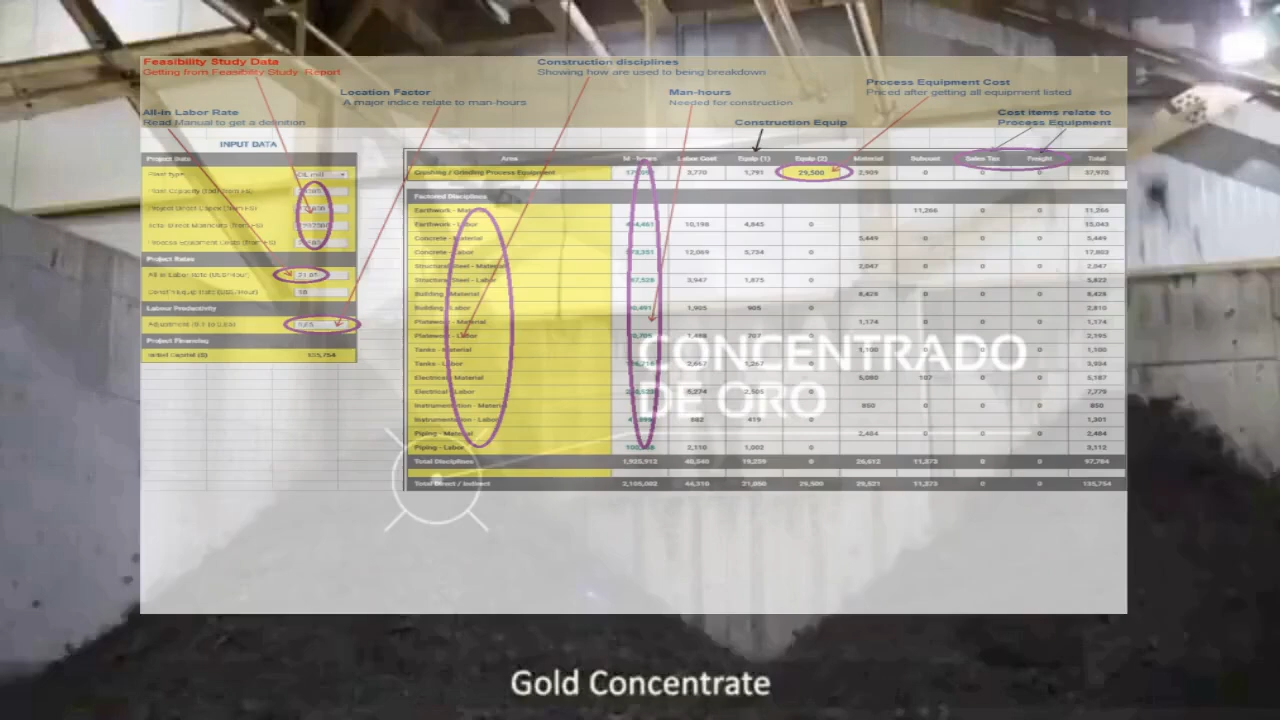 Feasibility Study Data
Getting from Feasibility Study Report
Construction disciplines
Showing how are used to being breakdown
Process Equipment Cost
Priced after getting all equipment listed
Location Factor
A major indice relate to man-hours
Man-hours
Needed for construction
All-in Labor Rate
Read Manual to get a definition
Construction Equip
Cost items relate to
Process Equipment
INPUT DATA
Project Data
Plant type
Project Rates
Labour Productivity
Project Financing
Initial Capital ($) 135,754
Area M - hours Labor Cost Equip (1) Equip (2) Material Subcont Sales Tax Freight Total
Crushing / Grinding Process Equipment 3,770 1,791 29,500 2,909 0 0 0 37,970
Factored Disciplines
Earthwork - Material 11,266 0 0 11,266
Earthwork - Labor 10,198 4,845 0 15,043
Concrete - Material 5,449 0 0 5,449
Concrete - Labor 12,069 5,734 0 17,803
Structural Steel - Material 2,047 0 0 2,047
Structural Steel - Labor 3,947 1,875 0 5,822
Building - Material 8,428 0 0 8,428
Building - Labor 1,905 905 0 2,810
Platework - Material 1,174 0 0 1,174
Platework - Labor 1,488 707 0 2,195
Tanks - Material 1,100 0 0 1,100
Tanks - Labor 2,667 1,267 0 3,934
Electrical - Material 5,080 107 0 0 5,187
Electrical - Labor 5,274 2,505 0 7,779
Instrumentation - Material 850 0 0 850
Instrumentation - Labor 882 419 0 1,301
Piping - Material 2,484 0 0 2,484
Piping - Labor 2,110 1,002 0 3,112
Total Disciplines 1,925,912 40,540 19,259 0 26,612 11,373 0 0 97,784
Total Direct / Indirect 2,105,002 44,310 21,050 29,500 29,521 11,373 0 0 135,754
CONCENTRADO
DE ORO
Gold Concentrate